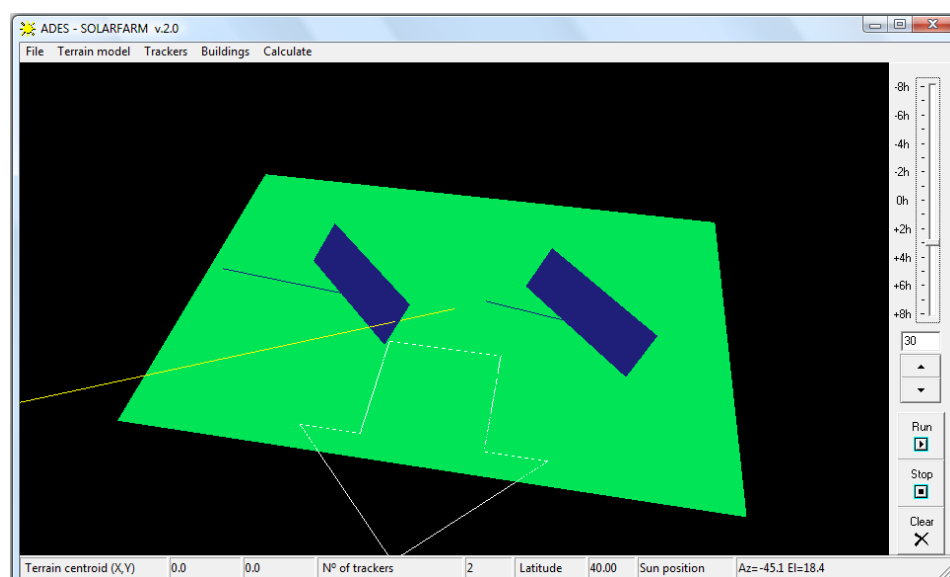 ADES - SOLARFARM v.2.0
File Terrain model Trackers Buildings Calculate
-8h
-6h
-4h
-2h
0h
+2h
+4h
+6h
+8h
30
Run
Stop
Clear
Terrain centroid (X,Y) 0.0 0.0 Nº of trackers 2 Latitude 40.00 Sun position Az=-45.1 El=18.4